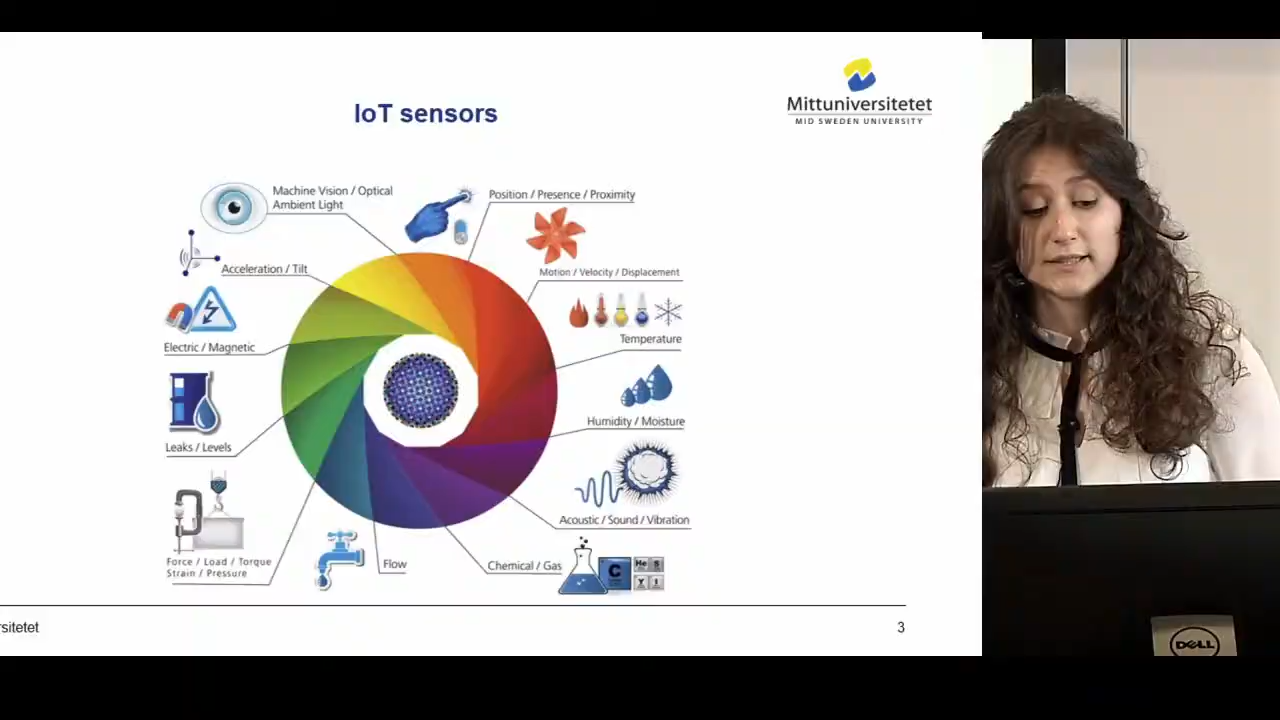 IoT sensors
Mittuniversitetet
MID SWEDEN UNIVERSITY
Machine Vision / Optical
Ambient Light
Position / Presence / Proximity
Acceleration / Tilt
Motion / Velocity / Displacement
Electric / Magnetic
Temperature
Leaks / Levels
Humidity / Moisture
Acoustic / Sound / Vibration
Force / Load / Torque
Strain / Pressure
Flow
Chemical / Gas
C
He
S
Y
I
rsitetet
3
DELL